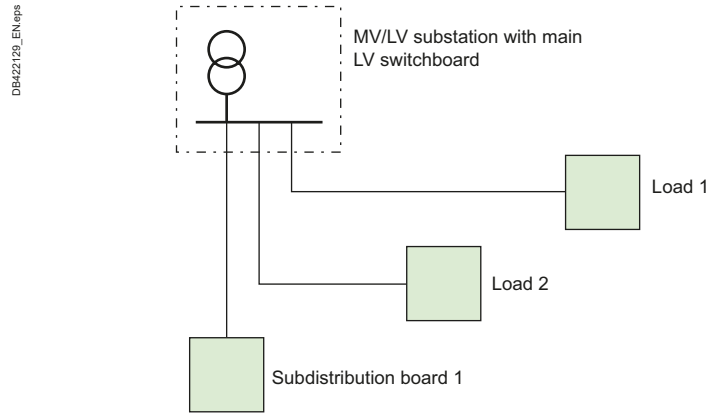 DB422129_EN.eps
MV/LV substation with main
LV switchboard
Load 1
Load 2
Subdistribution board 1